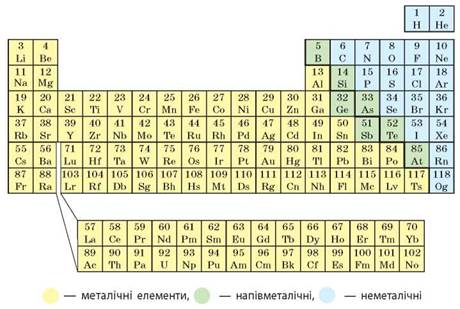 1 2
H He
3 4 5 6 7 8 9 10
Li Be B C N O F Ne
11 12 13 14 15 16 17 18
Na Mg Al Si P S Cl Ar
19 20 21 22 23 24 25 26 27 28 29 30 31 32 33 34 35 36
K Ca Sc Ti V Cr Mn Fe Co Ni Cu Zn Ga Ge As Se Br Kr
37 38 39 40 41 42 43 44 45 46 47 48 49 50 51 52 53 54
Rb Sr Y Zr Nb Mo Tc Ru Rh Pd Ag Cd In Sn Sb Te I Xe
55 56 71 72 73 74 75 76 77 78 79 80 81 82 83 84 85 86
Cs Ba Lu Hf Ta W Re Os Ir Pt Au Hg Tl Pb Bi Po At Rn
87 88 103 104 105 106 107 108 109 110 111 112 113 114 115 116 117 118
Fr Ra Lr Rf Db Sg Bh Hs Mt Ds Rg Cn Nh Fl Mc Lv Ts Og
57 58 59 60 61 62 63 64 65 66 67 68 69 70
La Ce Pr Nd Pm Sm Eu Gd Tb Dy Ho Er Tm Yb
89 90 91 92 93 94 95 96 97 98 99 100 101 102
Ac Th Pa U Np Pu Am Cm Bk Cf Es Fm Md No
— металічні елементи, — напівметалічні, — неметалічні